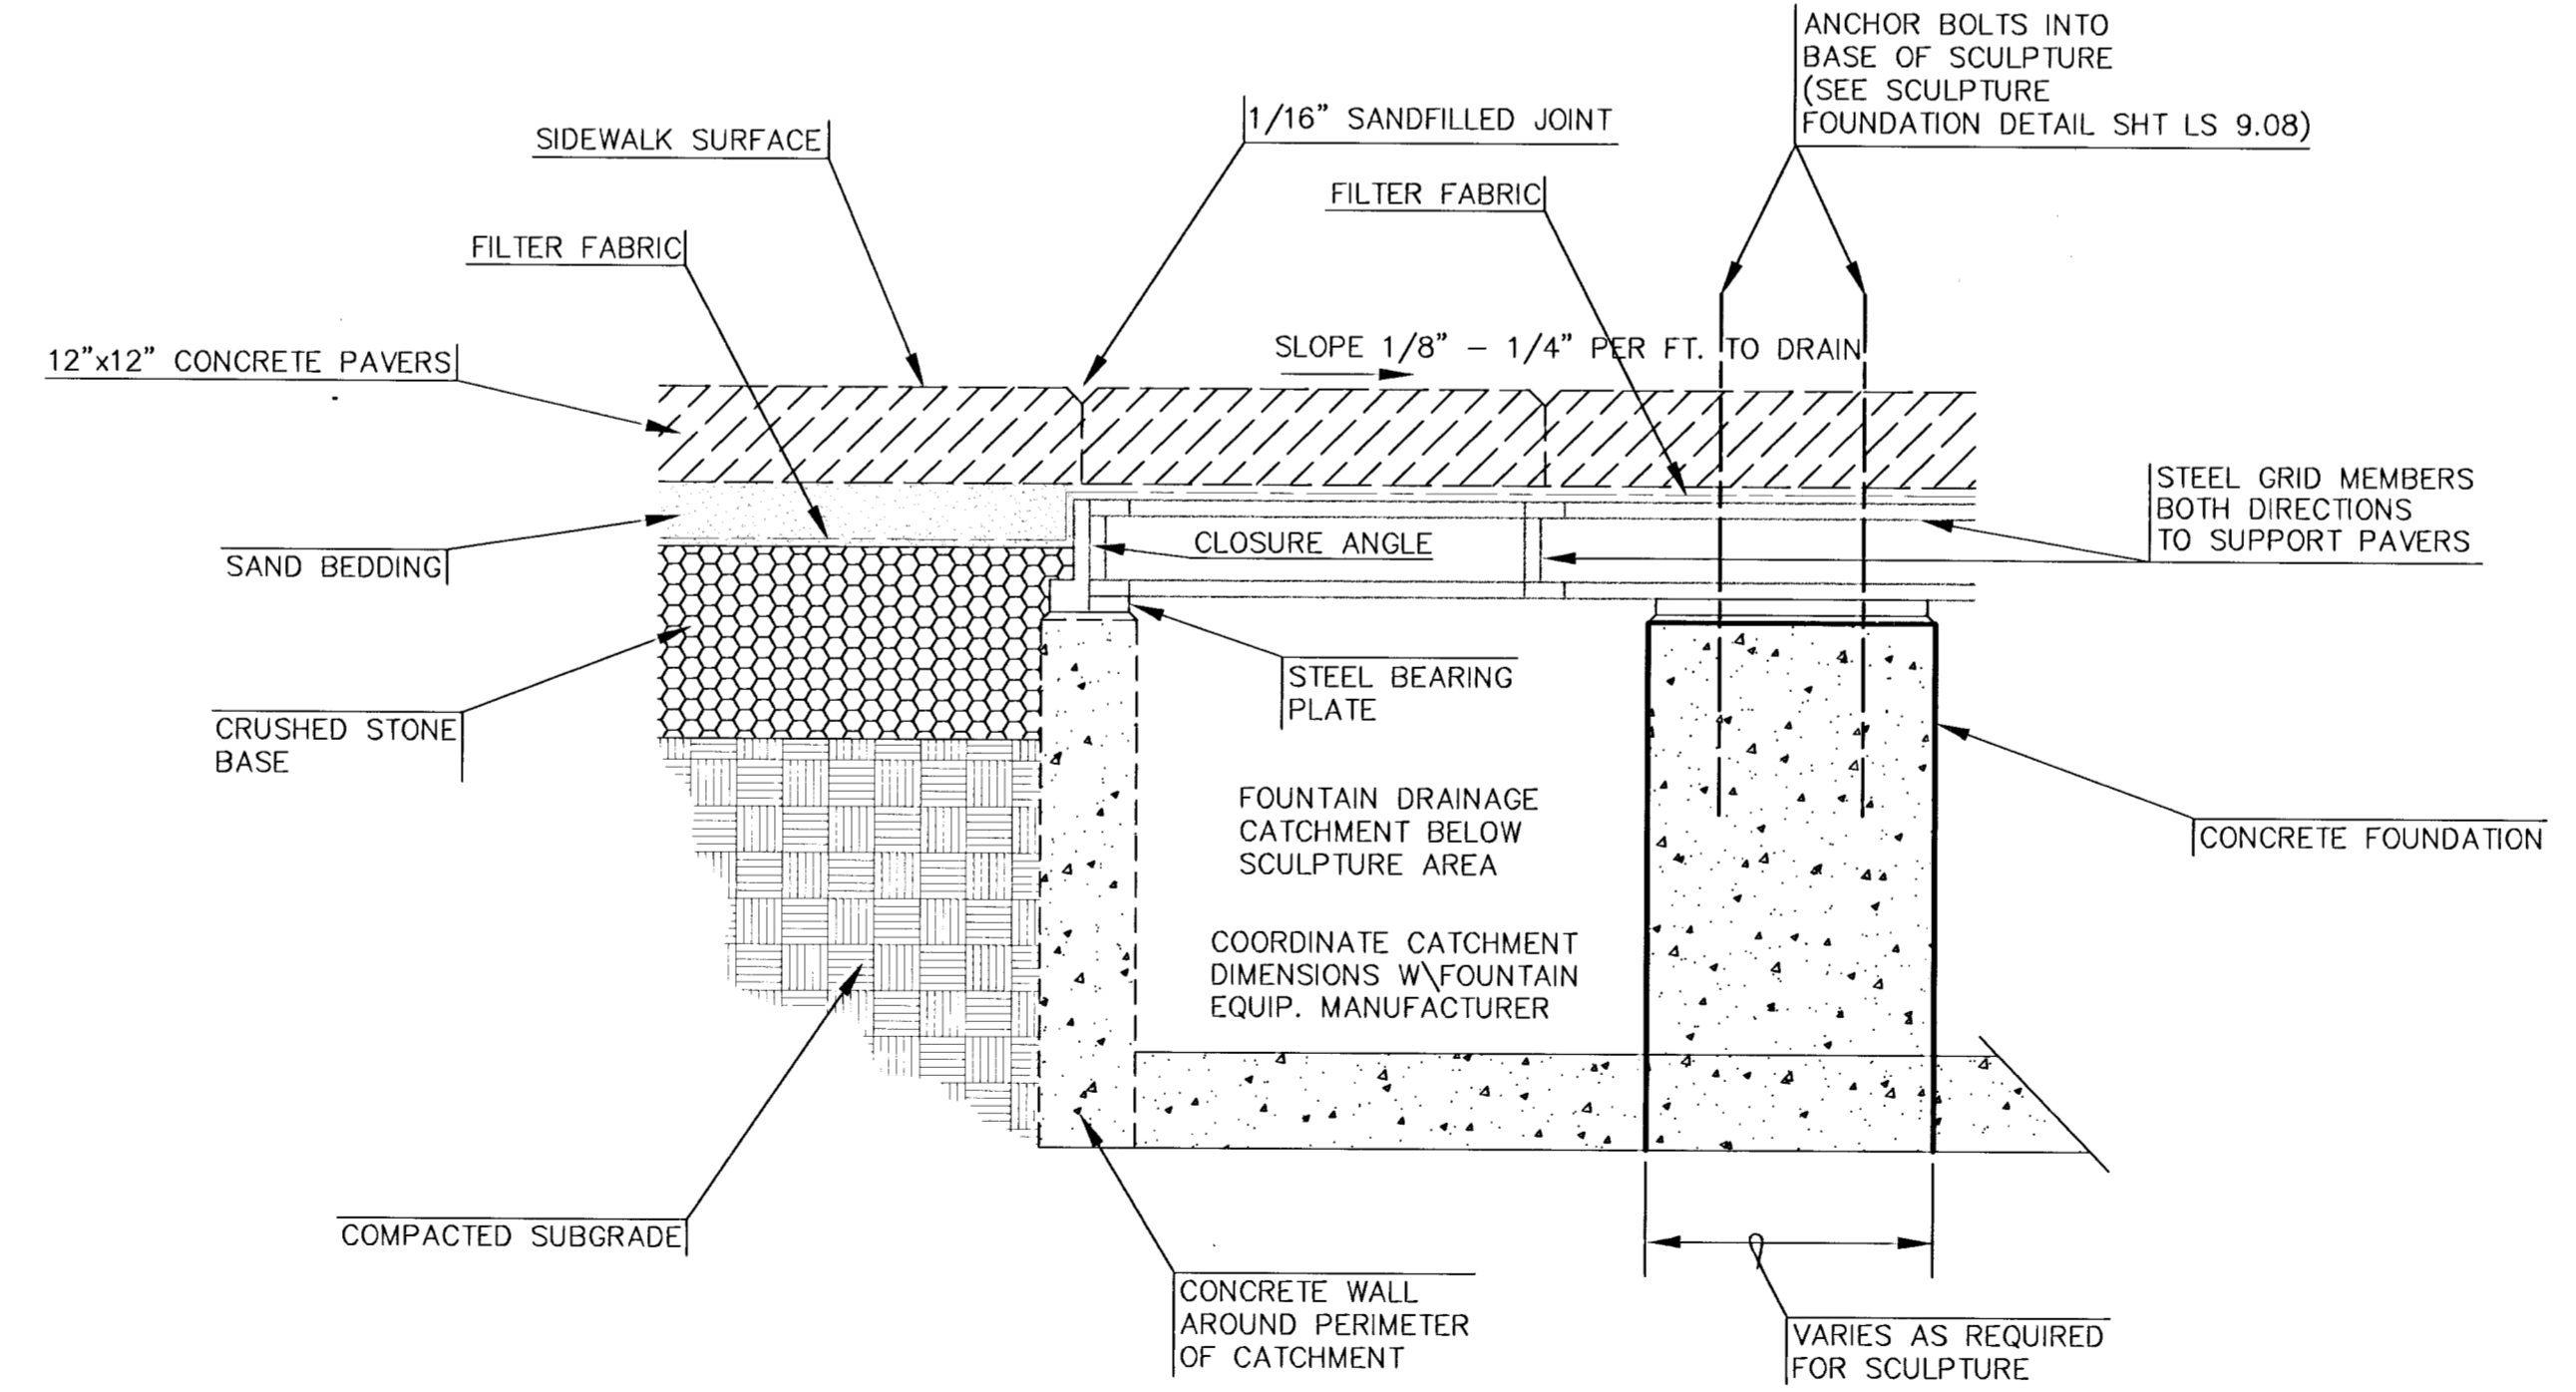 ANCHOR BOLTS INTO
BASE OF SCULPTURE
(SEE SCULPTURE
FOUNDATION DETAIL SHT LS 9.08)
1/16" SANDFILLED JOINT
SIDEWALK SURFACE
FILTER FABRIC
FILTER FABRIC
SLOPE 1/8" – 1/4" PER FT. TO DRAIN
12"x12" CONCRETE PAVERS
STEEL GRID MEMBERS
BOTH DIRECTIONS
TO SUPPORT PAVERS
CLOSURE ANGLE
SAND BEDDING
STEEL BEARING
PLATE
CRUSHED STONE
BASE
FOUNTAIN DRAINAGE
CATCHMENT BELOW
SCULPTURE AREA
CONCRETE FOUNDATION
COORDINATE CATCHMENT
DIMENSIONS W\FOUNTAIN
EQUIP. MANUFACTURER
COMPACTED SUBGRADE
CONCRETE WALL
AROUND PERIMETER
OF CATCHMENT
VARIES AS REQUIRED
FOR SCULPTURE